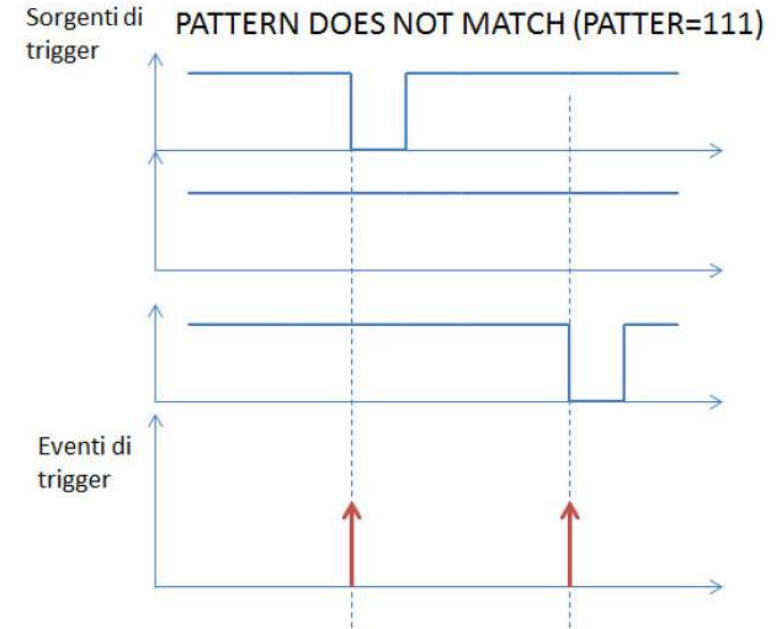 Sorgenti di
trigger
PATTERN DOES NOT MATCH (PATTER=111)
Eventi di
trigger